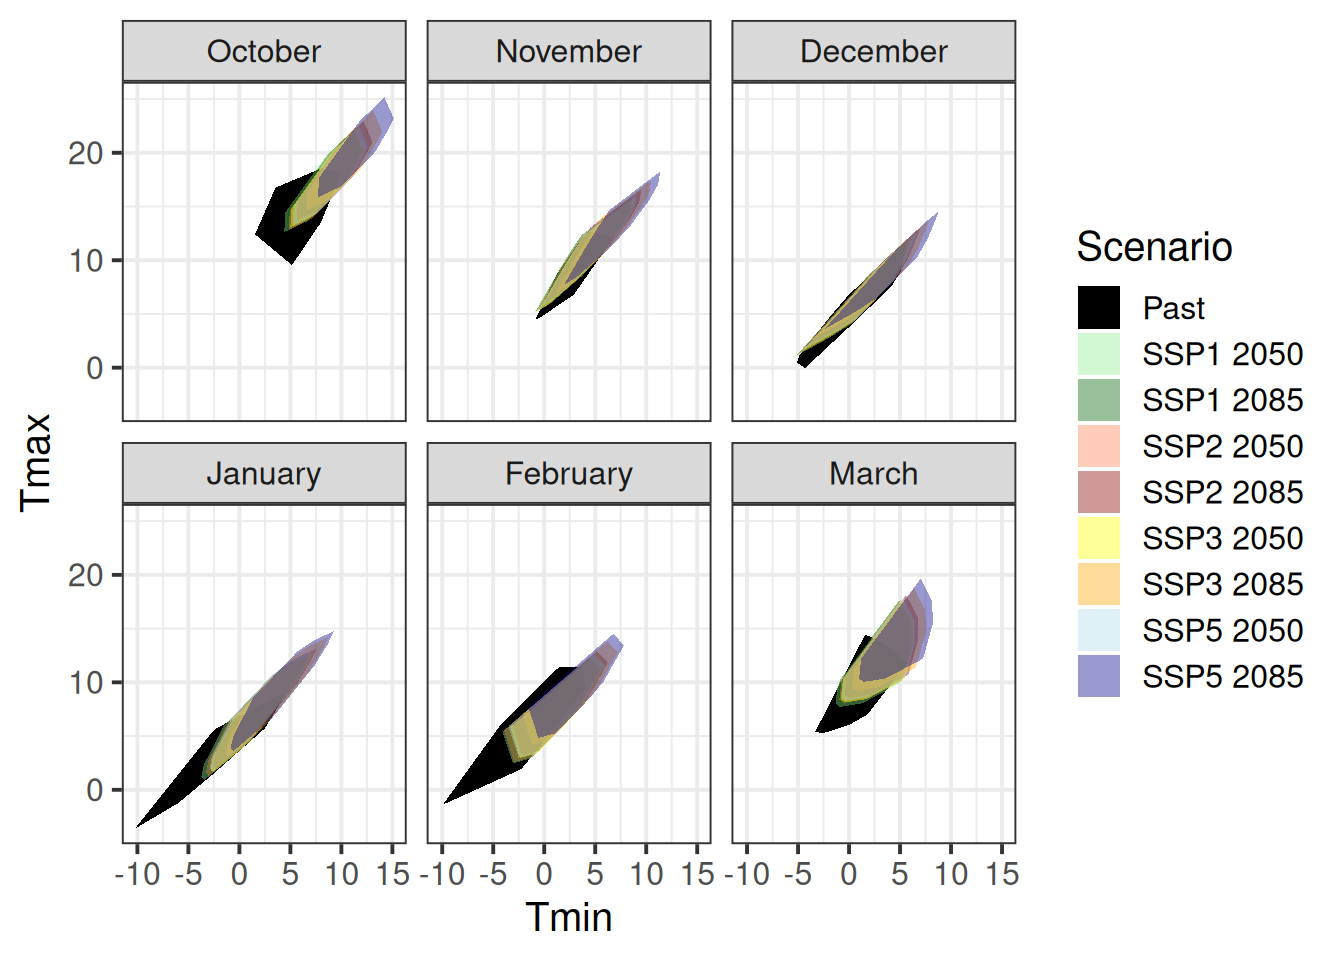 October November December
20
10
0
January February March
20
10
0
-10 -5 0 5 10 15 -10 -5 0 5 10 15 -10 -5 0 5 10 15
Tmin
Tmax
Scenario
Past
SSP1 2050
SSP1 2085
SSP2 2050
SSP2 2085
SSP3 2050
SSP3 2085
SSP5 2050
SSP5 2085